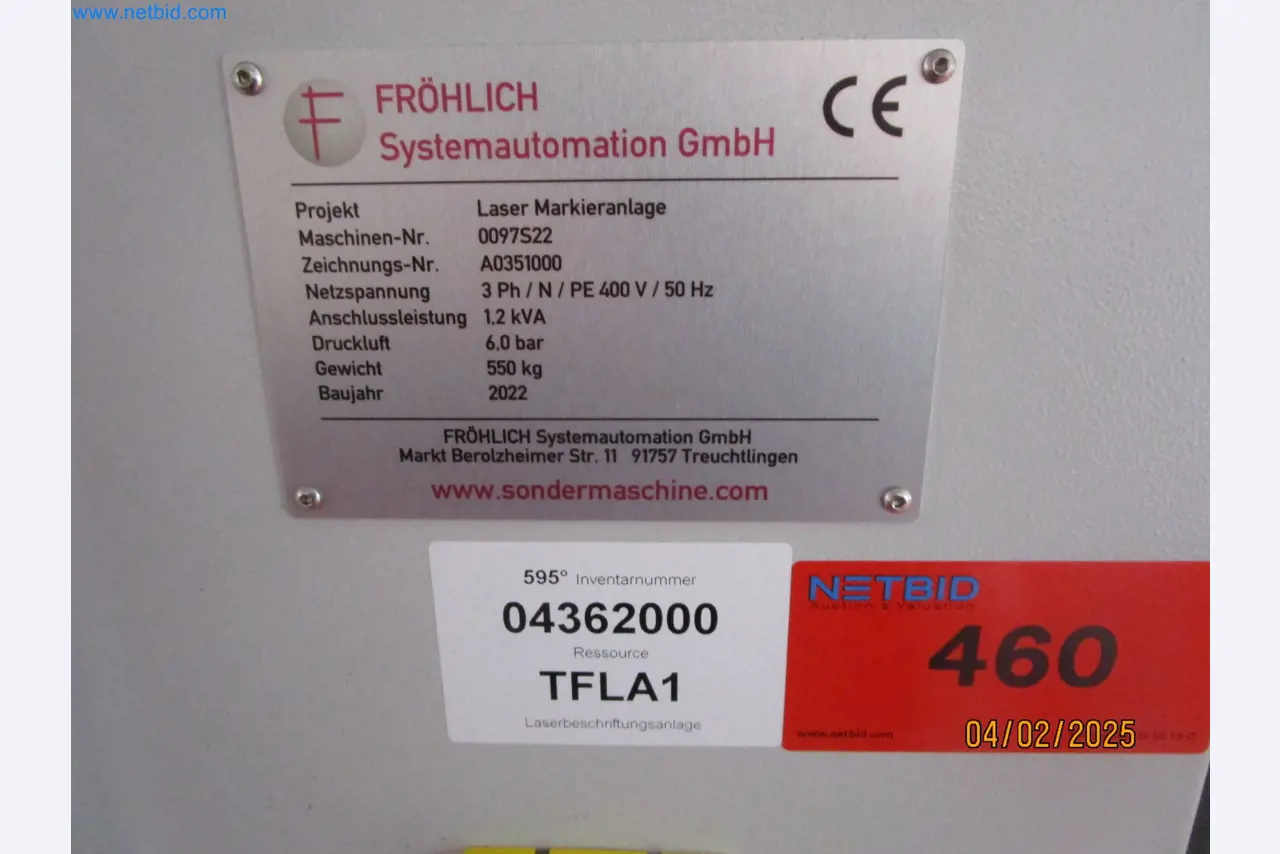 www.netbid.com
FRÖHLICH
Systemautomation GmbH
CE
Projekt Laser Markieranlage
Maschinen-Nr. 0097S22
Zeichnungs-Nr. A0351000
Netzspannung 3 Ph / N / PE 400 V / 50 Hz
Anschlussleistung 1,2 kVA
Druckluft 6,0 bar
Gewicht 550 kg
Baujahr 2022
FRÖHLICH Systemautomation GmbH
Markt Berolzheimer Str. 11 91757 Treuchtlingen
www.sondermaschine.com
595° Inventarnummer
04362000
Ressource
TFLA1
Laserbeschriftungsanlage
NETBID
Auction & Valuation
460
www.netbid.com
04/02/2025